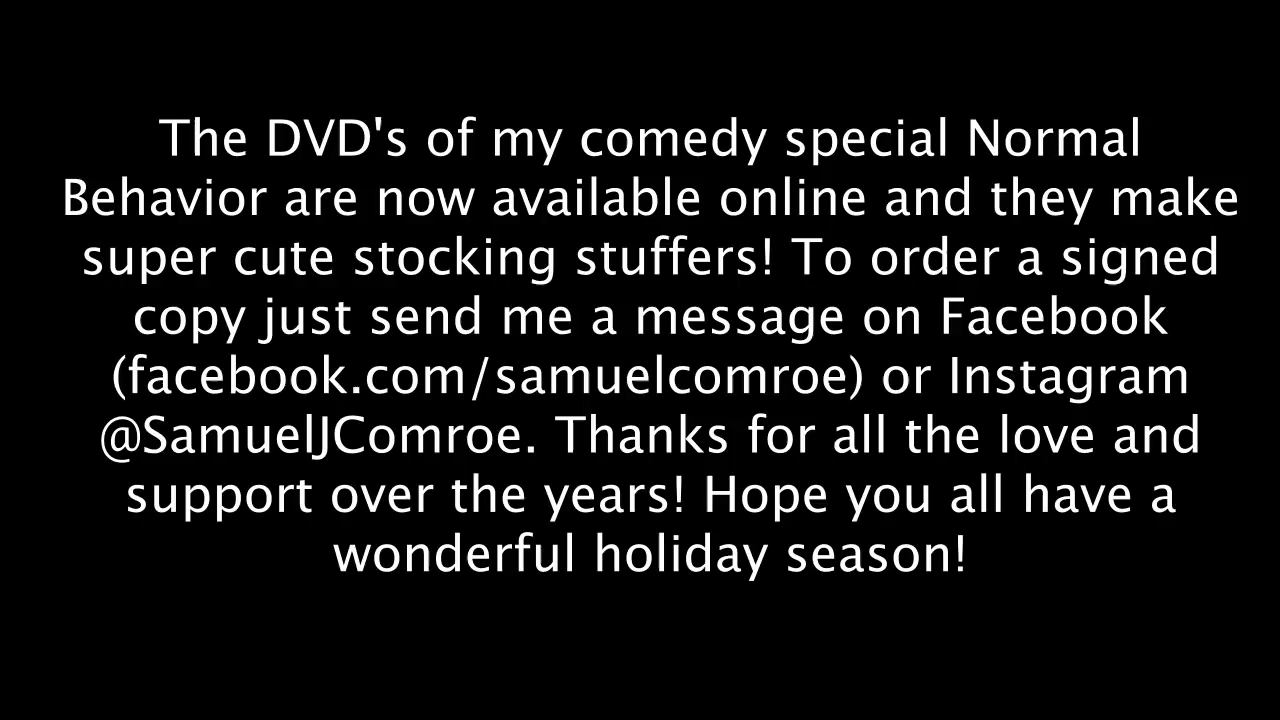 The DVD's of my comedy special Normal
Behavior are now available online and they make
super cute stocking stuffers! To order a signed
copy just send me a message on Facebook
(facebook.com/samuelcomroe) or Instagram
@SamuelJComroe. Thanks for all the love and
support over the years! Hope you all have a
wonderful holiday season!